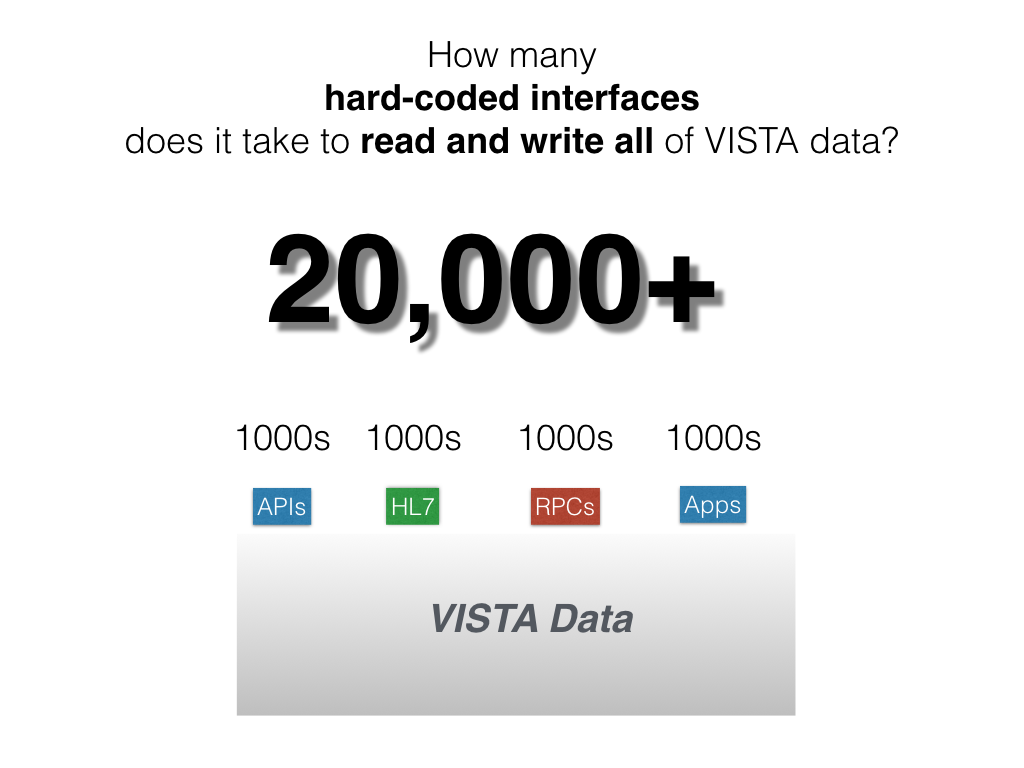 How many
hard-coded interfaces
does it take to read and write all of VISTA data?
20,000+
1000s 1000s 1000s 1000s
APIs HL7 RPCs Apps
VISTA Data